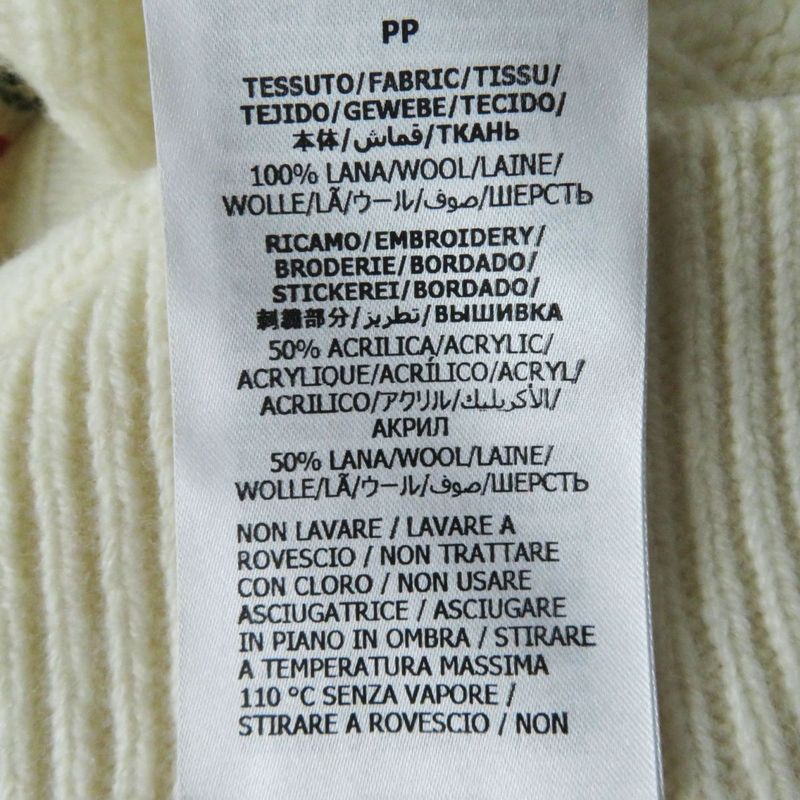 PP
TESSUTO/FABRIC/TISSU/
TEJIDO/GEWEBE/TECIDO/
本体/قماش/ТКАНЬ
100% LANA/WOOL/LAINE/
WOLLE/LÃ/ウール/صوف/ШЕРСТЬ
RICAMO/EMBROIDERY/
BRODERIE/BORDADO/
STICKEREI/BORDADO/
刺繍部分/تطريز/ВЫШИВКА
50% ACRILICA/ACRYLIC/
ACRYLIQUE/ACRÍLICO/ACRYL/
ACRILICO/アクリル/الأكريليك/
АКРИЛ
50% LANA/WOOL/LAINE/
WOLLE/LÃ/ウール/صوف/ШЕРСТЬ
NON LAVARE / LAVARE A
ROVESCIO / NON TRATTARE
CON CLORO / NON USARE
ASCIUGATRICE / ASCIUGARE
IN PIANO IN OMBRA / STIRARE
A TEMPERATURA MASSIMA
110 °C SENZA VAPORE /
STIRARE A ROVESCIO / NON